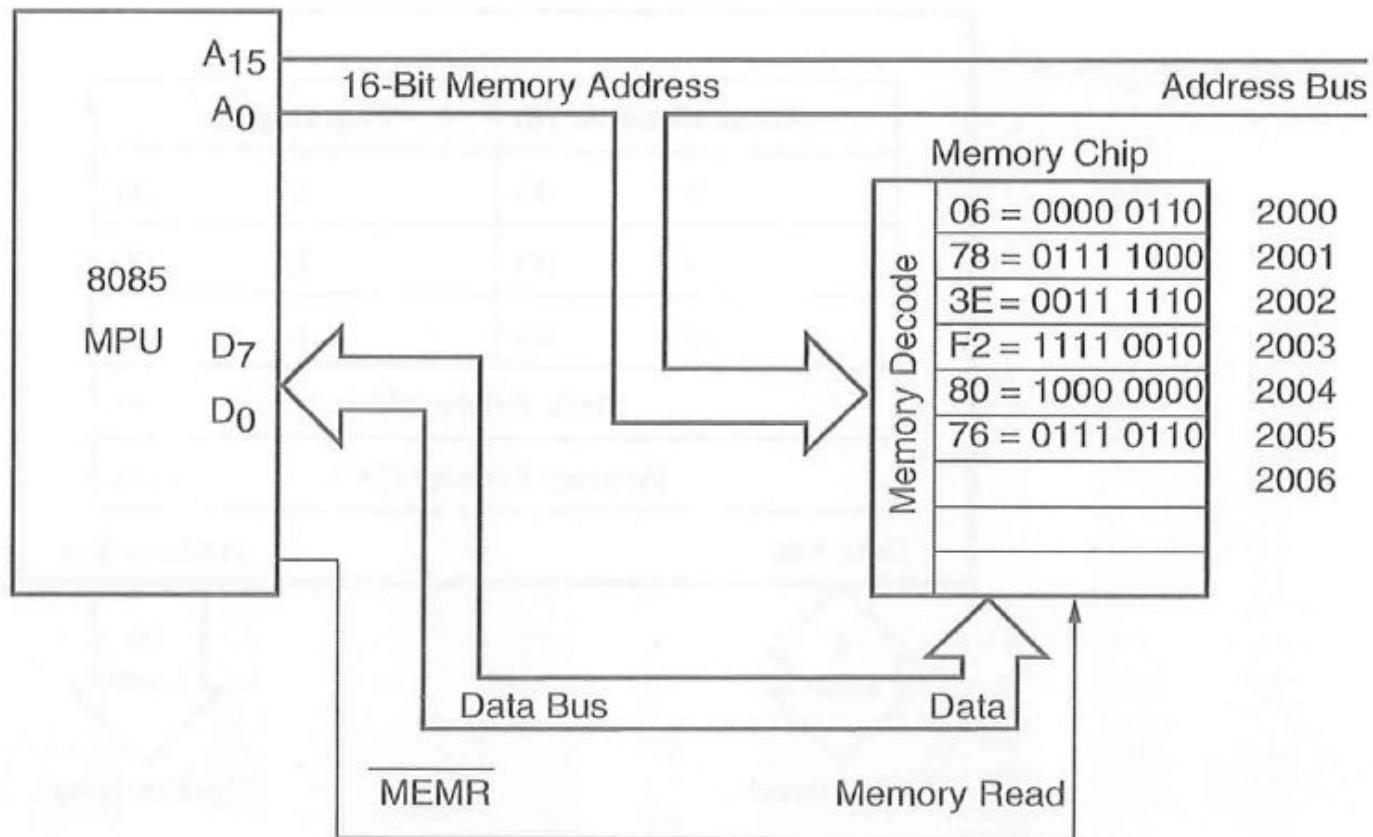 A15
16-Bit Memory Address
Address Bus
A0
Memory Chip
06 = 0000 0110 2000
78 = 0111 1000 2001
3E = 0011 1110 2002
F2 = 1111 0010 2003
80 = 1000 0000 2004
76 = 0111 0110 2005
2006
Memory Decode
8085
MPU
D7
D0
Data Bus
Data
MEMR
Memory Read